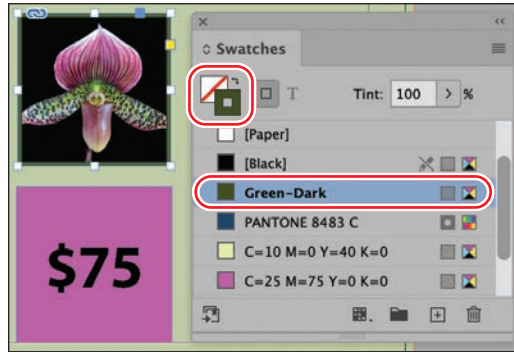 Swatches
T Tint: 100 > %
[Paper]
[Black]
Green-Dark
PANTONE 8483 C
C=10 M=0 Y=40 K=0
C=25 M=75 Y=0 K=0
$75